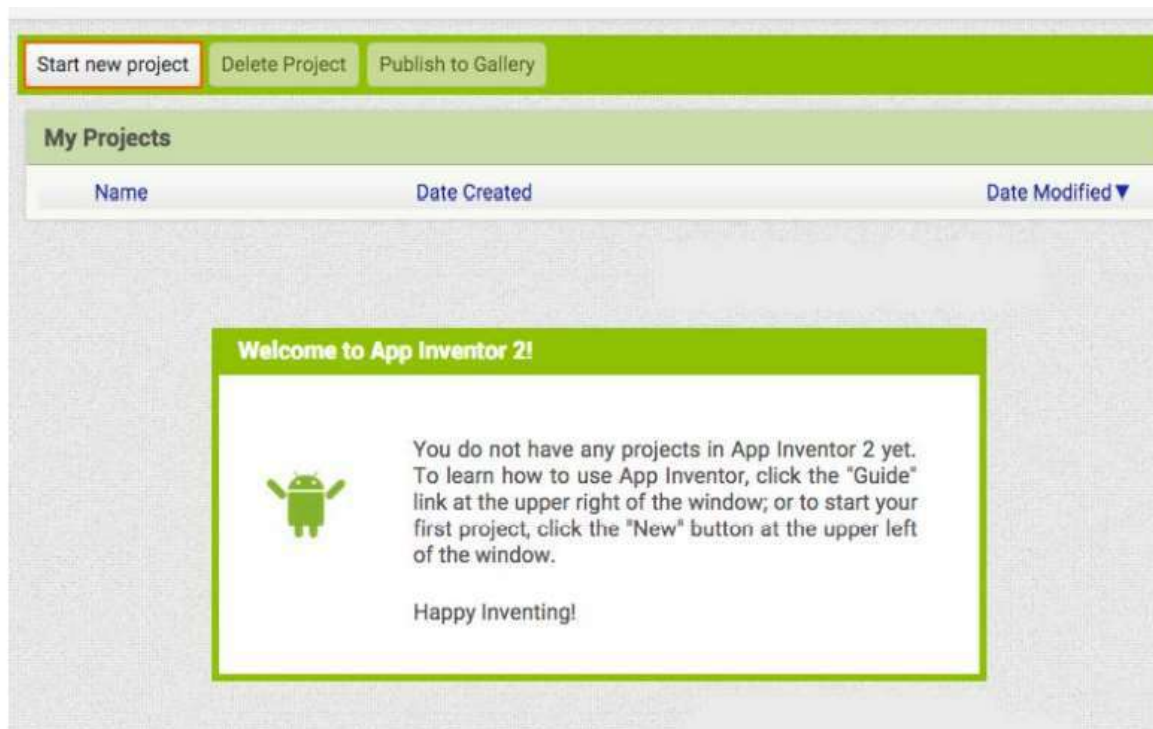 Start new project Delete Project Publish to Gallery
My Projects
Name Date Created Date Modified▼
Welcome to App Inventor 2!
You do not have any projects in App Inventor 2 yet.
To learn how to use App Inventor, click the "Guide"
link at the upper right of the window; or to start your
first project, click the "New" button at the upper left
of the window.
Happy Inventing!